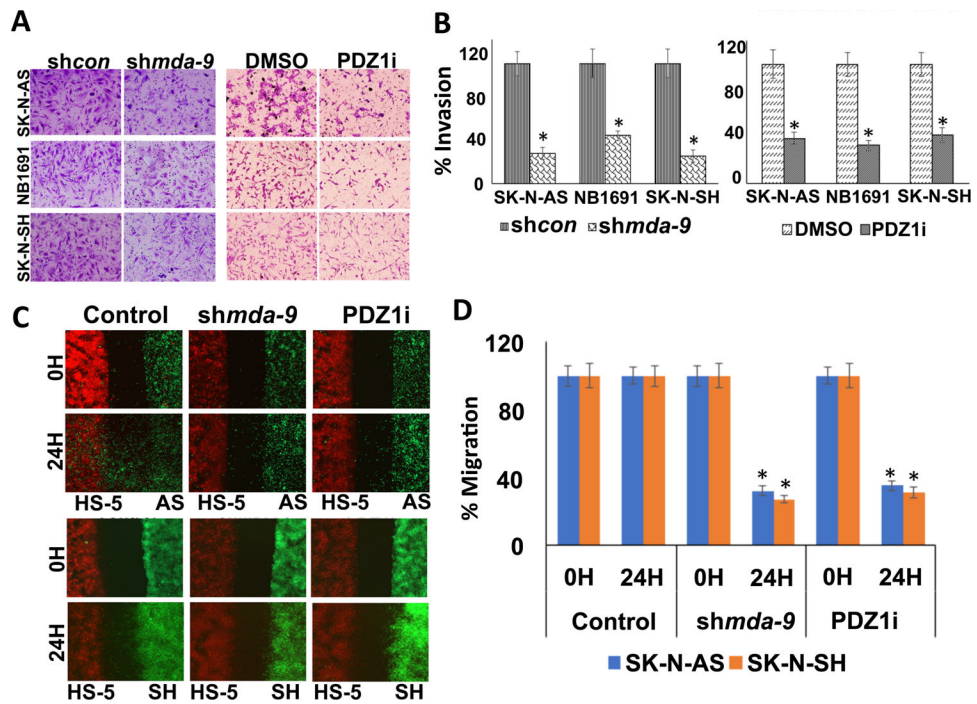 A
shcon shmda-9 DMSO PDZ1i
SK-N-AS
NB1691
SK-N-SH
B
% Invasion
120
80
40
0
SK-N-AS NB1691 SK-N-SH
shcon shmda-9
* * *
120
80
40
0
SK-N-AS NB1691 SK-N-SH
DMSO PDZ1i
* * *
C
Control shmda-9 PDZ1i
0H
24H
HS-5 AS HS-5 AS HS-5 AS
0H
24H
HS-5 SH HS-5 SH HS-5 SH
D
% Migration
120
80
40
0
* * * *
0H 24H 0H 24H 0H 24H
Control shmda-9 PDZ1i
SK-N-AS SK-N-SH